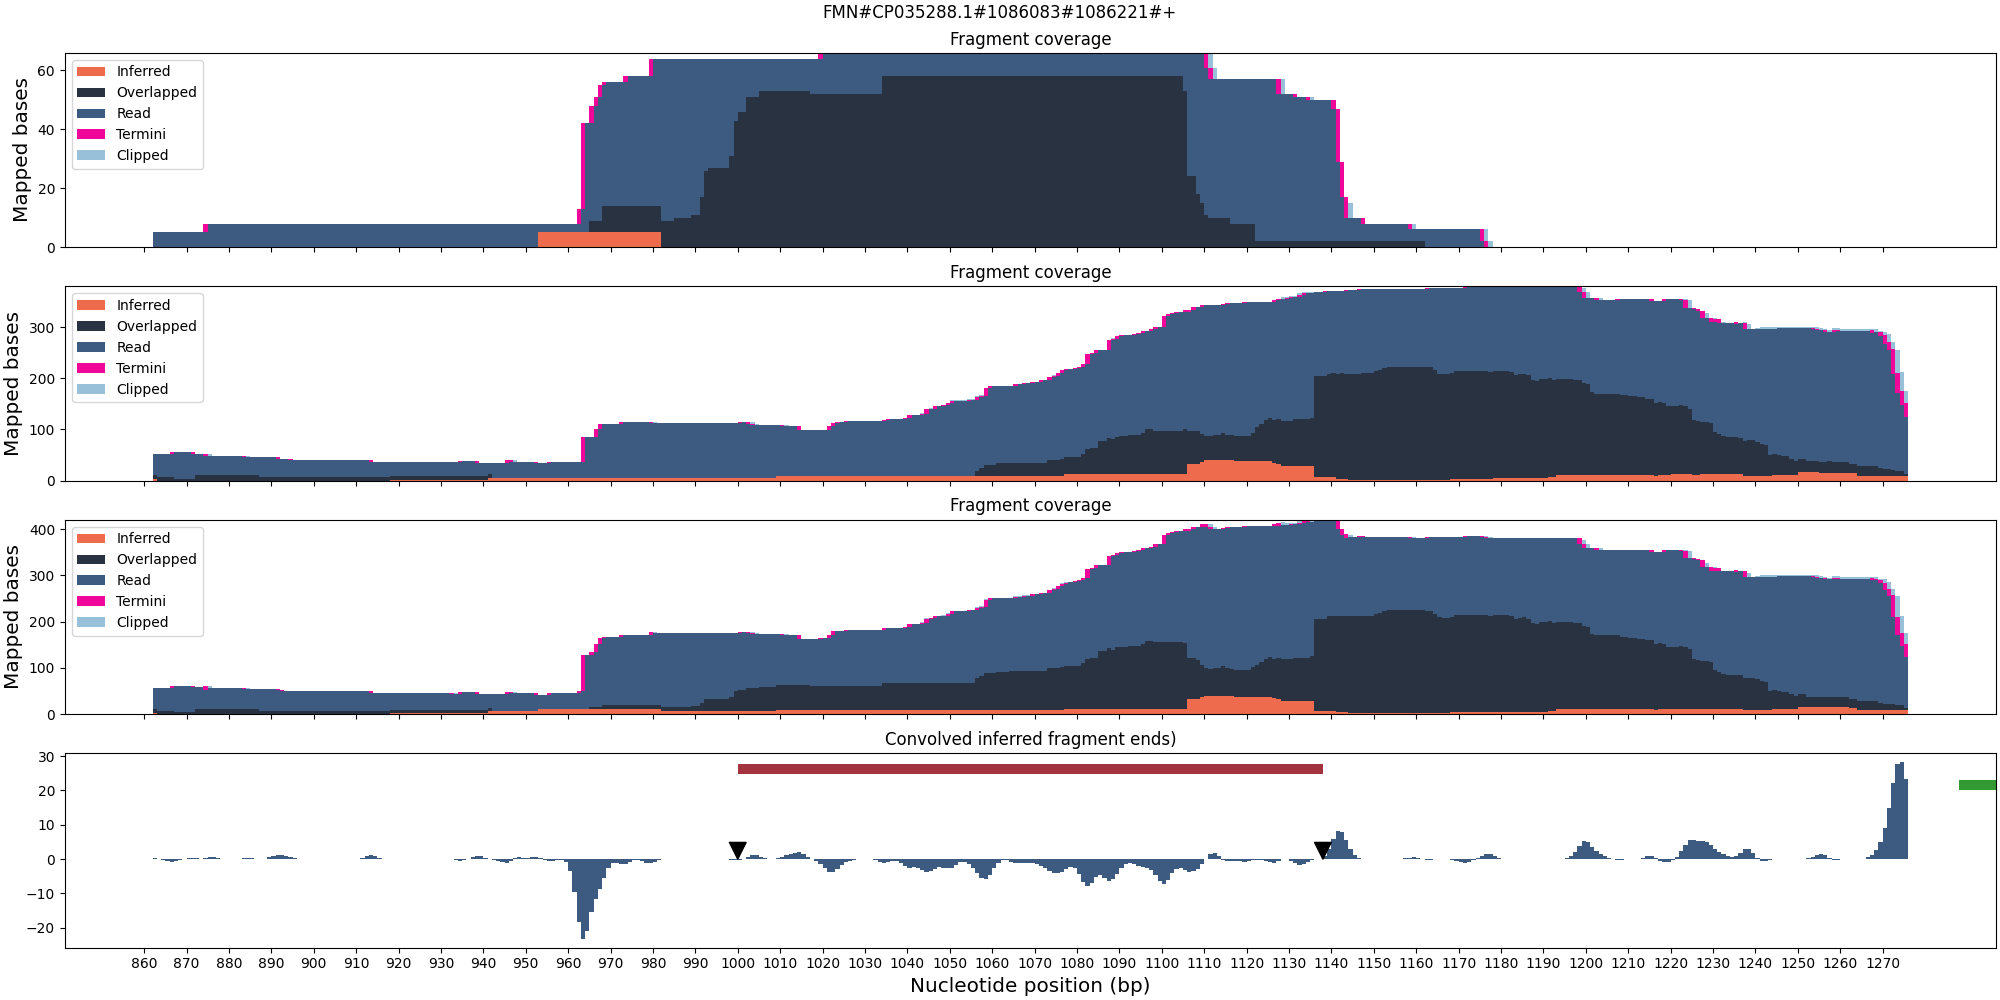 FMN#CP035288.1#1086083#1086221#+
Fragment coverage
Mapped bases
60
40
20
0
Inferred
Overlapped
Read
Termini
Clipped
Fragment coverage
Mapped bases
300
200
100
0
Inferred
Overlapped
Read
Termini
Clipped
Fragment coverage
Mapped bases
400
300
200
100
0
Inferred
Overlapped
Read
Termini
Clipped
Convolved inferred fragment ends)
30
20
10
0
−10
−20
860 870 880 890 900 910 920 930 940 950 960 970 980 990 1000 1010 1020 1030 1040 1050 1060 1070 1080 1090 1100 1110 1120 1130 1140 1150 1160 1170 1180 1190 1200 1210 1220 1230 1240 1250 1260 1270
Nucleotide position (bp)